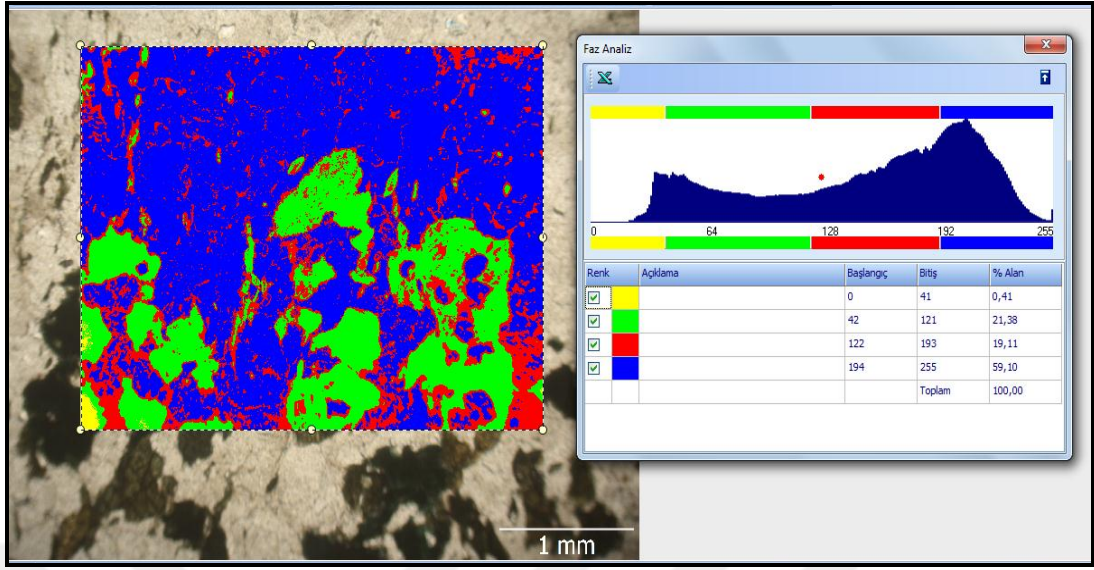 Faz Analiz
0 64 128 192 255
Renk Açıklama Başlangıç Bitiş % Alan
0 41 0,41
42 121 21,38
122 193 19,11
194 255 59,10
Toplam 100,00
1 mm